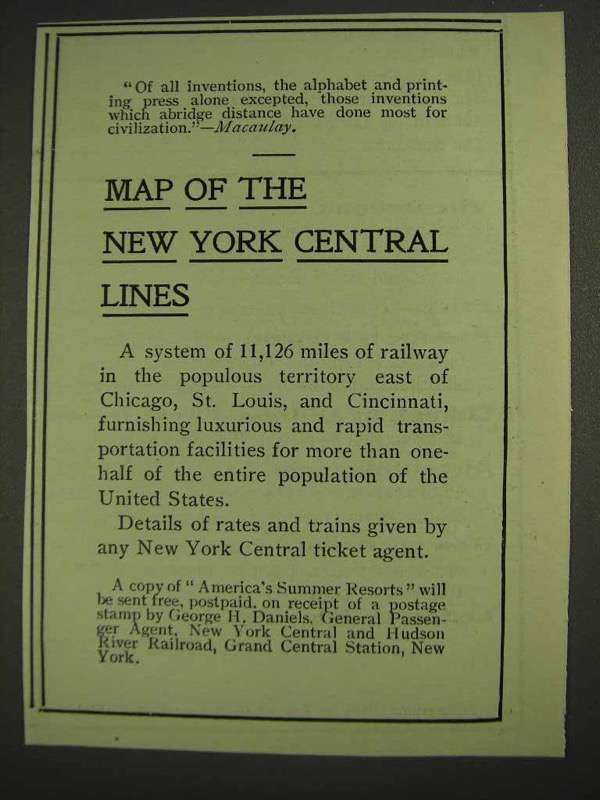 "Of all inventions, the alphabet and print-
ing press alone excepted, those inventions
which abridge distance have done most for
civilization."—Macaulay.
MAP OF THE
NEW YORK CENTRAL
LINES
A system of 11,126 miles of railway
in the populous territory east of
Chicago, St. Louis, and Cincinnati,
furnishing luxurious and rapid trans-
portation facilities for more than one-
half of the entire population of the
United States.
Details of rates and trains given by
any New York Central ticket agent.
A copy of "America's Summer Resorts" will
be sent free, postpaid, on receipt of a postage
stamp by George H. Daniels, General Passen-
ger Agent, New York Central and Hudson
River Railroad, Grand Central Station, New
York.